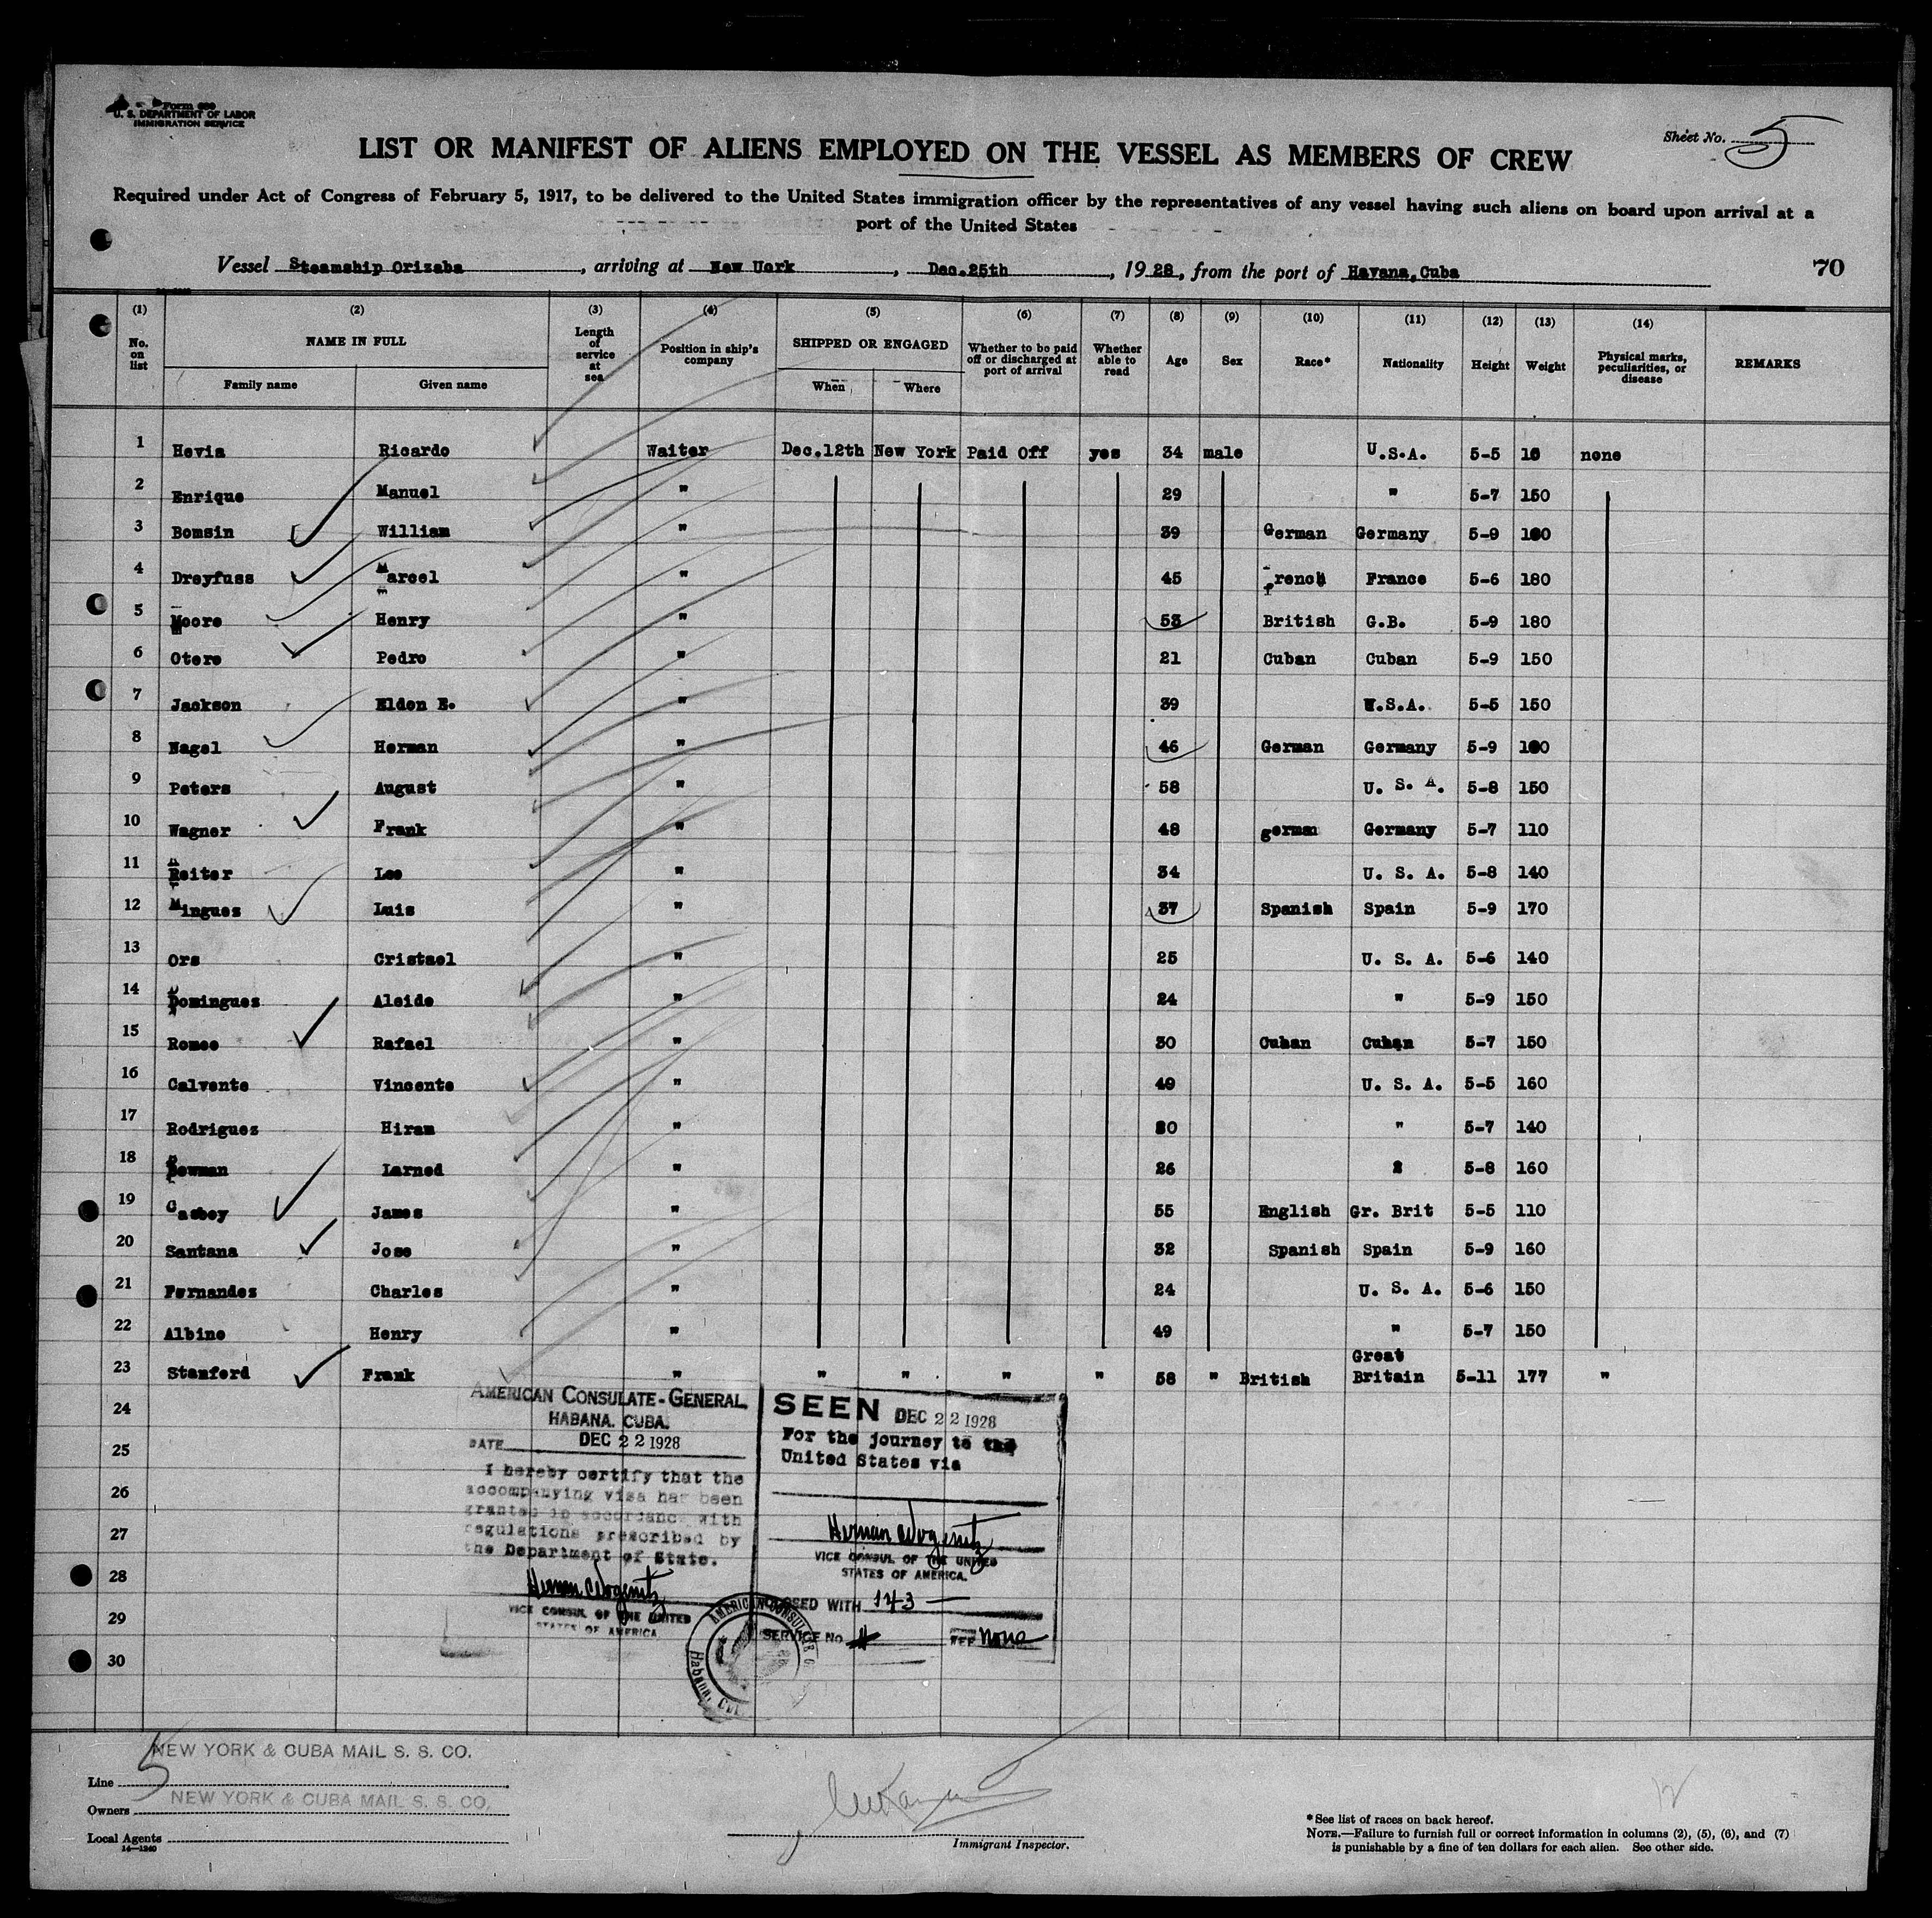 Form 680
U. S. DEPARTMENT OF LABOR
IMMIGRATION SERVICE
Sheet No. 5
LIST OR MANIFEST OF ALIENS EMPLOYED ON THE VESSEL AS MEMBERS OF CREW
Required under Act of Congress of February 5, 1917, to be delivered to the United States immigration officer by the representatives of any vessel having such aliens on board upon arrival at a
port of the United States
Vessel Steamship Orizaba, arriving at New Uork, Dec.25th, 1928, from the port of Havana,Cuba
70
(1) (2) (3) (4) (5) (6) (7) (8) (9) (10) (11) (12) (13) (14)
No. on list NAME IN FULL Family name Given name Length of service at sea Position in ship's company SHIPPED OR ENGAGED When Where Whether to be paid off or discharged at port of arrival Whether able to read Age Sex Race* Nationality Height Weight Physical marks, peculiarities, or disease REMARKS
1 Hevia Ricardo Waiter Dec.12th New York Paid Off yes 34 male U.S.A. 5-5 none
2 Enrique Manuel " 29 " 5-7 150
3 Bomsin William " 39 German Germany 5-9
4 Dreyfuss Marcel " 45 French France 5-6 180
5 Moore Henry " 53 British G.B. 5-9 180
6 Otero Pedro " 21 Cuban Cuban 5-9 150
7 Jackson Elden E. " 39 5-5 150
8 Nagel Herman " 46 German Germany 5-9
9 Peters August " 58 U. S. A. 5-8 150
10 Wagner Frank " 48 german Germany 5-7 110
11 Reiter Leo " 34 U. S. A. 5-8 140
12 Mingues Luis " 37 Spanish Spain 5-9 170
13 Ors Cristael " 25 U. S. A. 5-6 140
14 Domingues Aleide " 24 " 5-9 150
15 Romeo Rafael " 30 Cuban Cuban 5-7 150
16 Calvente Vincente " 49 U. S. A. 5-5 160
17 Rodriguez Hiram " " 5-7 140
18 Bowman Larned " 26 2 5-8 160
19 James " 55 English Gr. Brit 5-5 110
20 Santana Jose " 32 Spanish Spain 5-9 160
21 Fernandez Charles " 24 U. S. A. 5-6 150
22 Albino Henry " 49 " 5-7 150
23 Stanford Frank " " " " " 58 " British Great Britain 5-11 177 "
24
25
26
27
28
29
30
AMERICAN CONSULATE-GENERAL
HABANA. CUBA.
DATE DEC 22 1928
I hereby certify that the
accompanying visa has been
granted in accordance with
regulations prescribed by
the Department of State.
VICE CONSUL OF THE UNITED
STATES OF AMERICA
SEEN DEC 22 1928
For the journey to the
United States via
VICE CONSUL OF THE UNITED
STATES OF AMERICA.
WITH 143
SERVICE No. FEE none
AMERICAN CONSULATE G
Habana, Cu
NEW YORK & CUBA MAIL S. S. CO.
Line 5
NEW YORK & CUBA MAIL S. S. CO.
Owners
Local Agents
14—1240
Immigrant Inspector.
*See list of races on back hereof.
NOTE.—Failure to furnish full or correct information in columns (2), (5), (6), and (7)
is punishable by a fine of ten dollars for each alien. See other side.